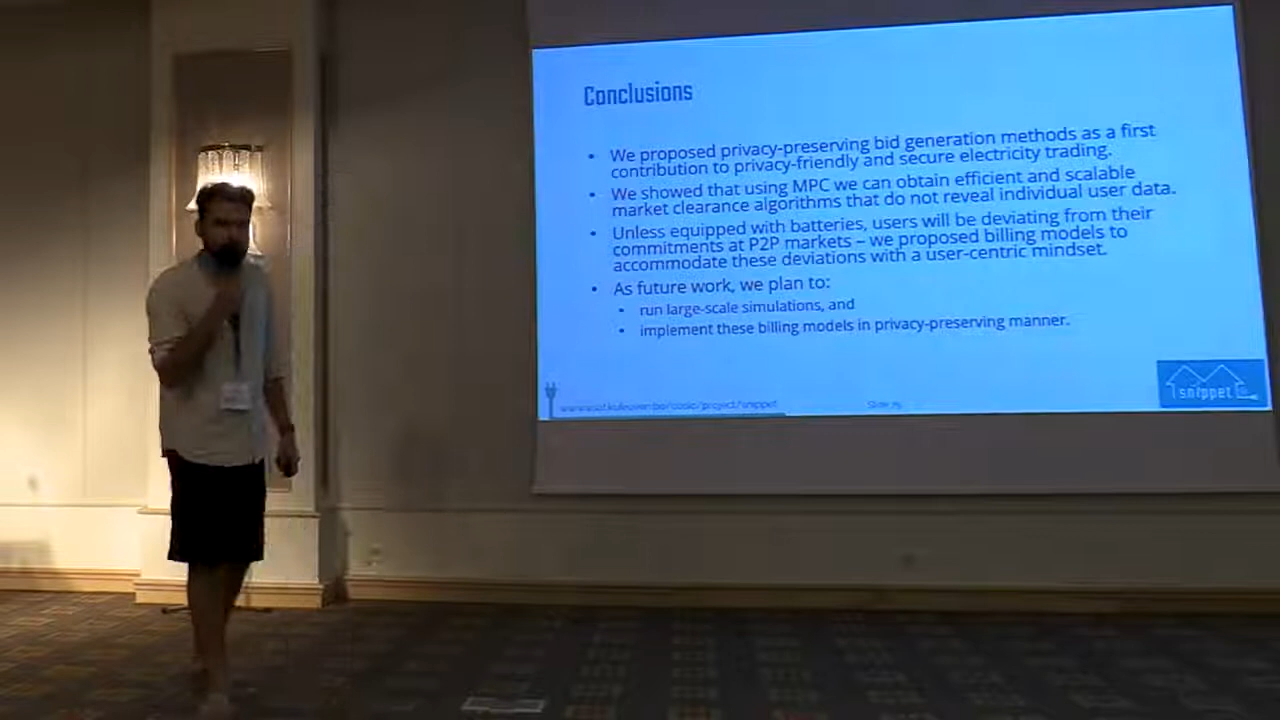 Conclusions
• We proposed privacy-preserving bid generation methods as a first
contribution to privacy-friendly and secure electricity trading.
• We showed that using MPC we can obtain efficient and scalable
market clearance algorithms that do not reveal individual user data.
• Unless equipped with batteries, users will be deviating from their
commitments at P2P markets – we proposed billing models to
accommodate these deviations with a user-centric mindset.
• As future work, we plan to:
• run large-scale simulations, and
• implement these billing models in privacy-preserving manner.
snippet